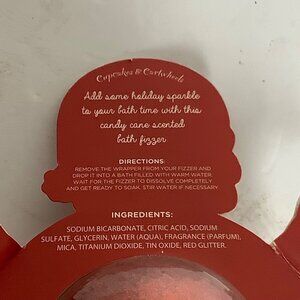 Cupcakes & Cartwheels
Add some holiday sparkle
to your bath time with this
candy cane scented
bath fizzer
DIRECTIONS:
REMOVE THE WRAPPER FROM YOUR FIZZER AND
DROP IT INTO A BATH FILLED WITH WARM WATER.
WAIT FOR THE FIZZER TO DISSOLVE COMPLETELY
AND GET READY TO SOAK. STIR WATER IF NECESSARY.
INGREDIENTS:
SODIUM BICARBONATE, CITRIC ACID, SODIUM
SULFATE, GLYCERIN, WATER (AQUA), FRAGRANCE (PARFUM),
MICA, TITANIUM DIOXIDE, TIN OXIDE, RED GLITTER.